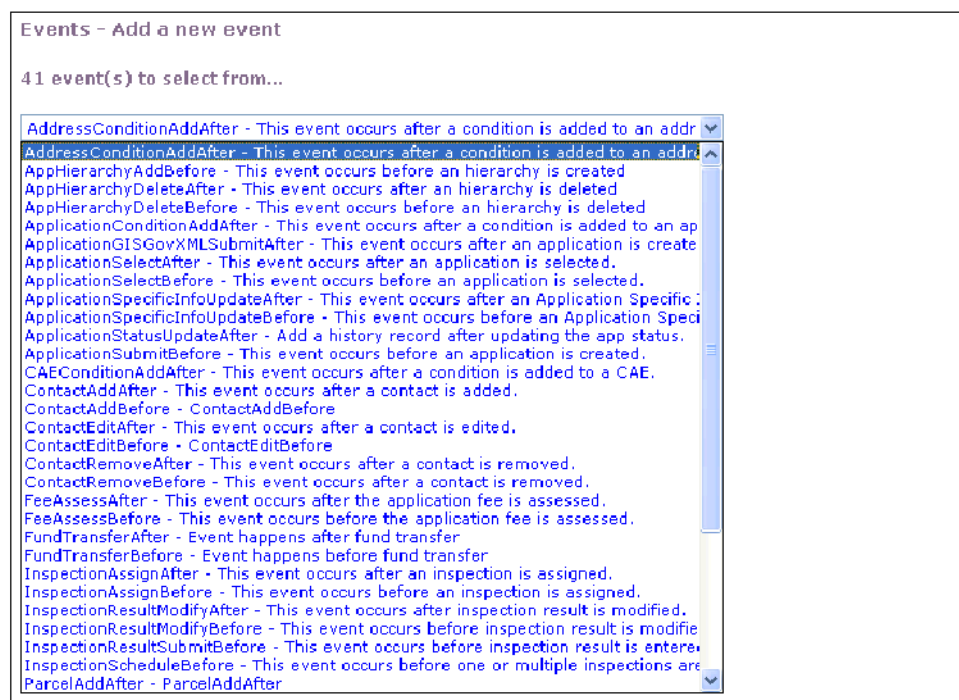 Events - Add a new event
41 event(s) to select from...
AddressConditionAddAfter - This event occurs after a condition is added to an addr
AddressConditionAddAfter - This event occurs after a condition is added to an addr
AppHierarchyAddBefore - This event occurs before an hierarchy is created
AppHierarchyDeleteAfter - This event occurs after an hierarchy is deleted
AppHierarchyDeleteBefore - This event occurs before an hierarchy is deleted
ApplicationConditionAddAfter - This event occurs after a condition is added to an ap
ApplicationGISGovXMLSubmitAfter - This event occurs after an application is create
ApplicationSelectAfter - This event occurs after an application is selected.
ApplicationSelectBefore - This event occurs before an application is selected.
ApplicationSpecificInfoUpdateAfter - This event occurs after an Application Specific
ApplicationSpecificInfoUpdateBefore - This event occurs before an Application Speci
ApplicationStatusUpdateAfter - Add a history record after updating the app status.
ApplicationSubmitBefore - This event occurs before an application is created.
CAEConditionAddAfter - This event occurs after a condition is added to a CAE.
ContactAddAfter - This event occurs after a contact is added.
ContactAddBefore - ContactAddBefore
ContactEditAfter - This event occurs after a contact is edited.
ContactEditBefore - ContactEditBefore
ContactRemoveAfter - This event occurs after a contact is removed.
ContactRemoveBefore - This event occurs after a contact is removed.
FeeAssessAfter - This event occurs after the application fee is assessed.
FeeAssessBefore - This event occurs before the application fee is assessed.
FundTransferAfter - Event happens after fund transfer
FundTransferBefore - Event happens before fund transfer
InspectionAssignAfter - This event occurs after an inspection is assigned.
InspectionAssignBefore - This event occurs before an inspection is assigned.
InspectionResultModifyAfter - This event occurs after inspection result is modified.
InspectionResultModifyBefore - This event occurs before inspection result is modifie
InspectionResultSubmitBefore - This event occurs before inspection result is entere
InspectionScheduleBefore - This event occurs before one or multiple inspections are
ParcelAddAfter - ParcelAddAfter